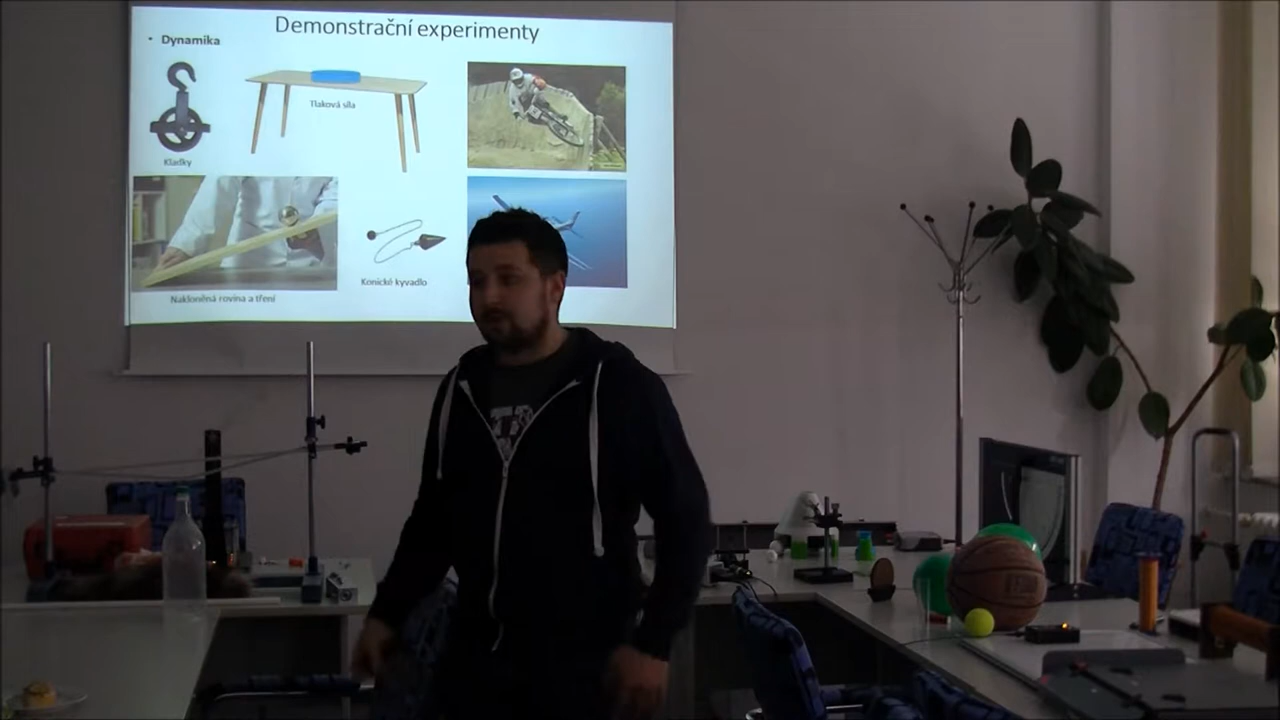 Demonstrační experimenty
• Dynamika
Tlaková síla
Kladky
Konické kyvadlo
Nakloněná rovina a tření